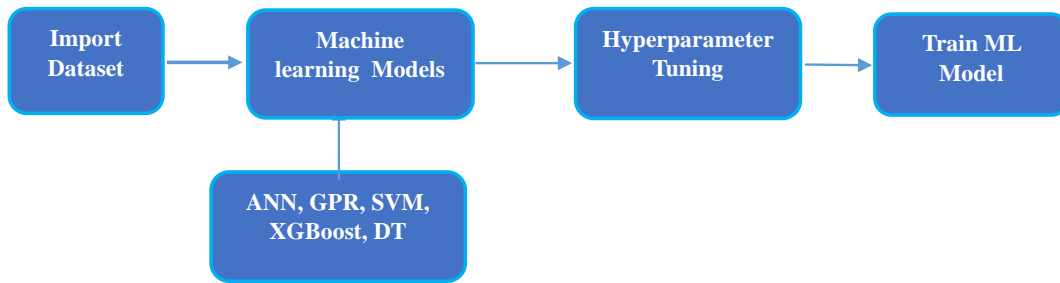 Import
Dataset
Machine
learning Models
Hyperparameter
Tuning
Train ML
Model
ANN, GPR, SVM,
XGBoost, DT